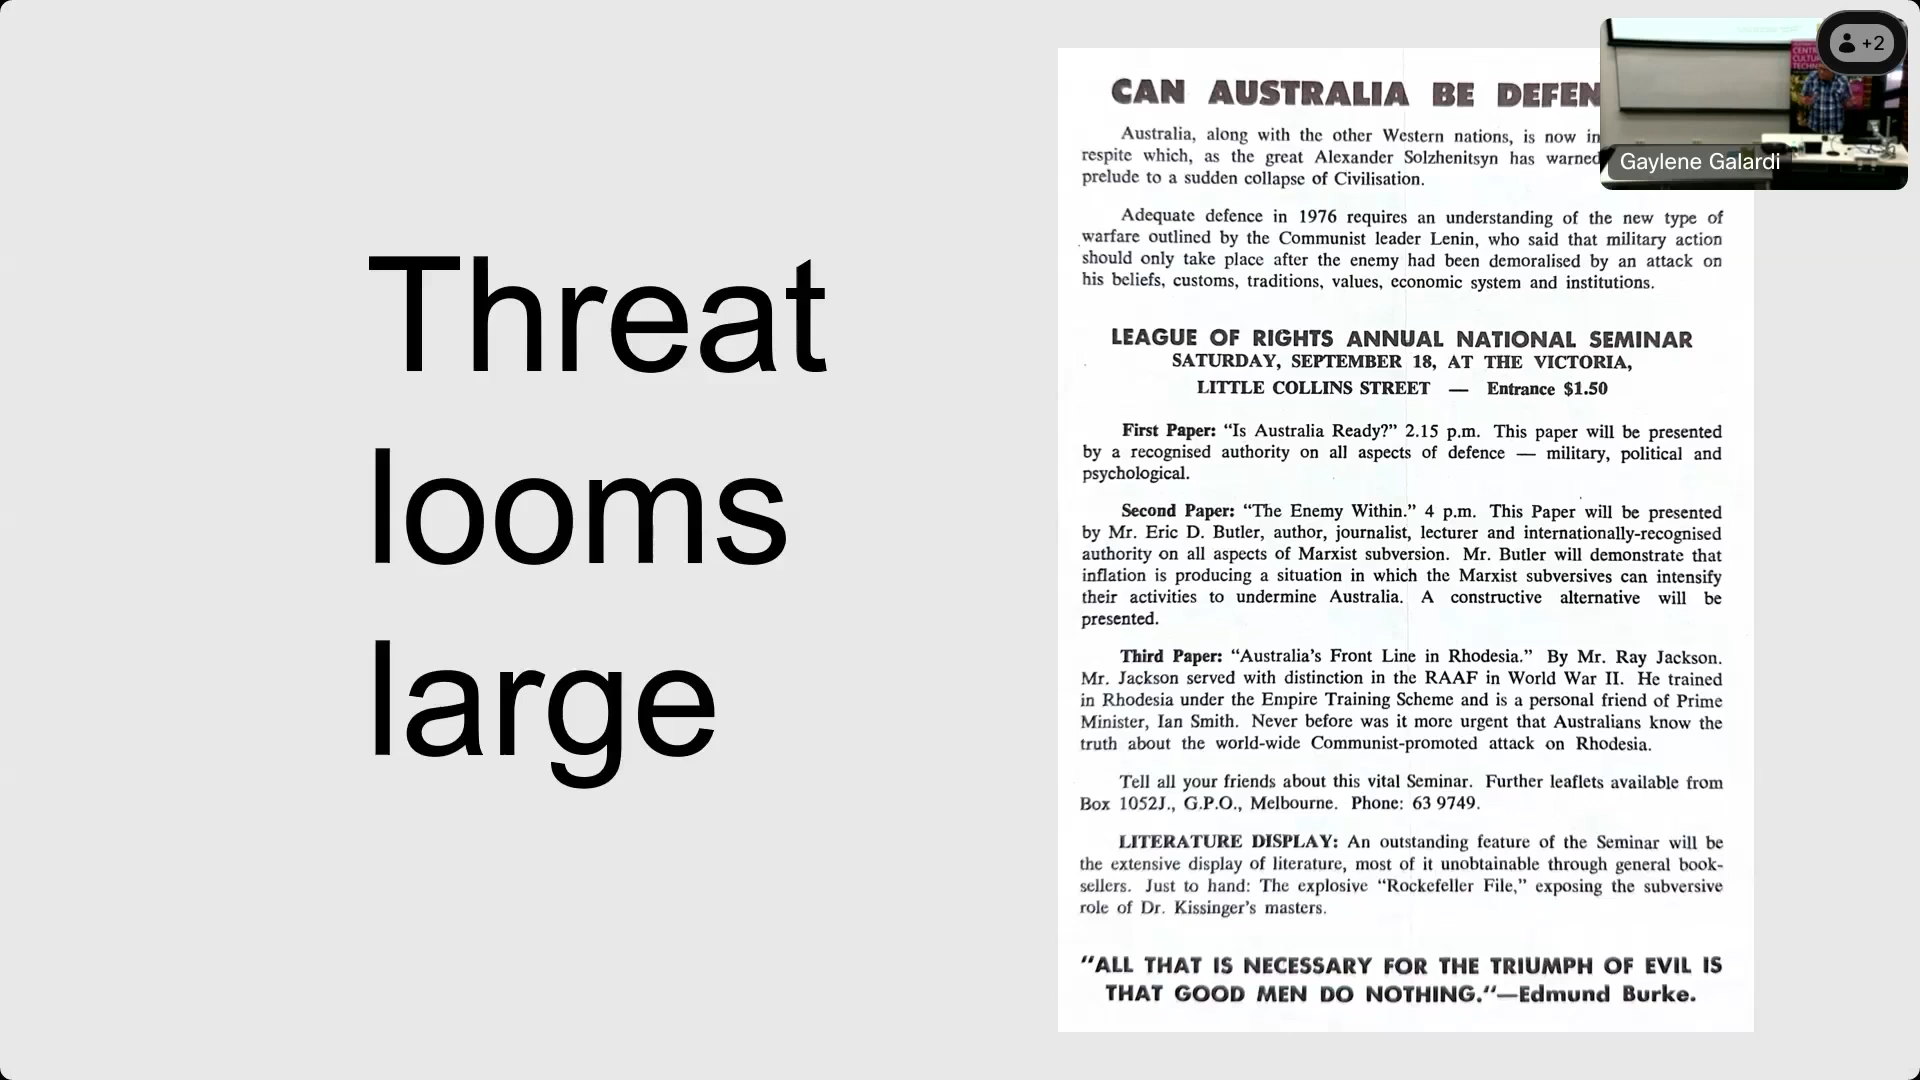 Threat
looms
large
CAN AUSTRALIA BE DEFEN
Australia, along with the other Western nations, is now in
respite which, as the great Alexander Solzhenitsyn has warned
prelude to a sudden collapse of Civilisation.
Adequate defence in 1976 requires an understanding of the new type of
warfare outlined by the Communist leader Lenin, who said that military action
should only take place after the enemy had been demoralised by an attack on
his beliefs, customs, traditions, values, economic system and institutions.
LEAGUE OF RIGHTS ANNUAL NATIONAL SEMINAR
SATURDAY, SEPTEMBER 18, AT THE VICTORIA,
LITTLE COLLINS STREET — Entrance $1.50
First Paper: “Is Australia Ready?” 2.15 p.m. This paper will be presented
by a recognised authority on all aspects of defence — military, political and
psychological.
Second Paper: “The Enemy Within.” 4 p.m. This Paper will be presented
by Mr. Eric D. Butler, author, journalist, lecturer and internationally-recognised
authority on all aspects of Marxist subversion. Mr. Butler will demonstrate that
inflation is producing a situation in which the Marxist subversives can intensify
their activities to undermine Australia. A constructive alternative will be
presented.
Third Paper: “Australia’s Front Line in Rhodesia.” By Mr. Ray Jackson.
Mr. Jackson served with distinction in the RAAF in World War II. He trained
in Rhodesia under the Empire Training Scheme and is a personal friend of Prime
Minister, Ian Smith. Never before was it more urgent that Australians know the
truth about the world-wide Communist-promoted attack on Rhodesia.
Tell all your friends about this vital Seminar. Further leaflets available from
Box 1052J., G.P.O., Melbourne. Phone: 63 9749.
LITERATURE DISPLAY: An outstanding feature of the Seminar will be
the extensive display of literature, most of it unobtainable through general book-
sellers. Just to hand: The explosive “Rockefeller File,” exposing the subversive
role of Dr. Kissinger’s masters.
"ALL THAT IS NECESSARY FOR THE TRIUMPH OF EVIL IS
THAT GOOD MEN DO NOTHING."—Edmund Burke.
+2
Gaylene Galardi